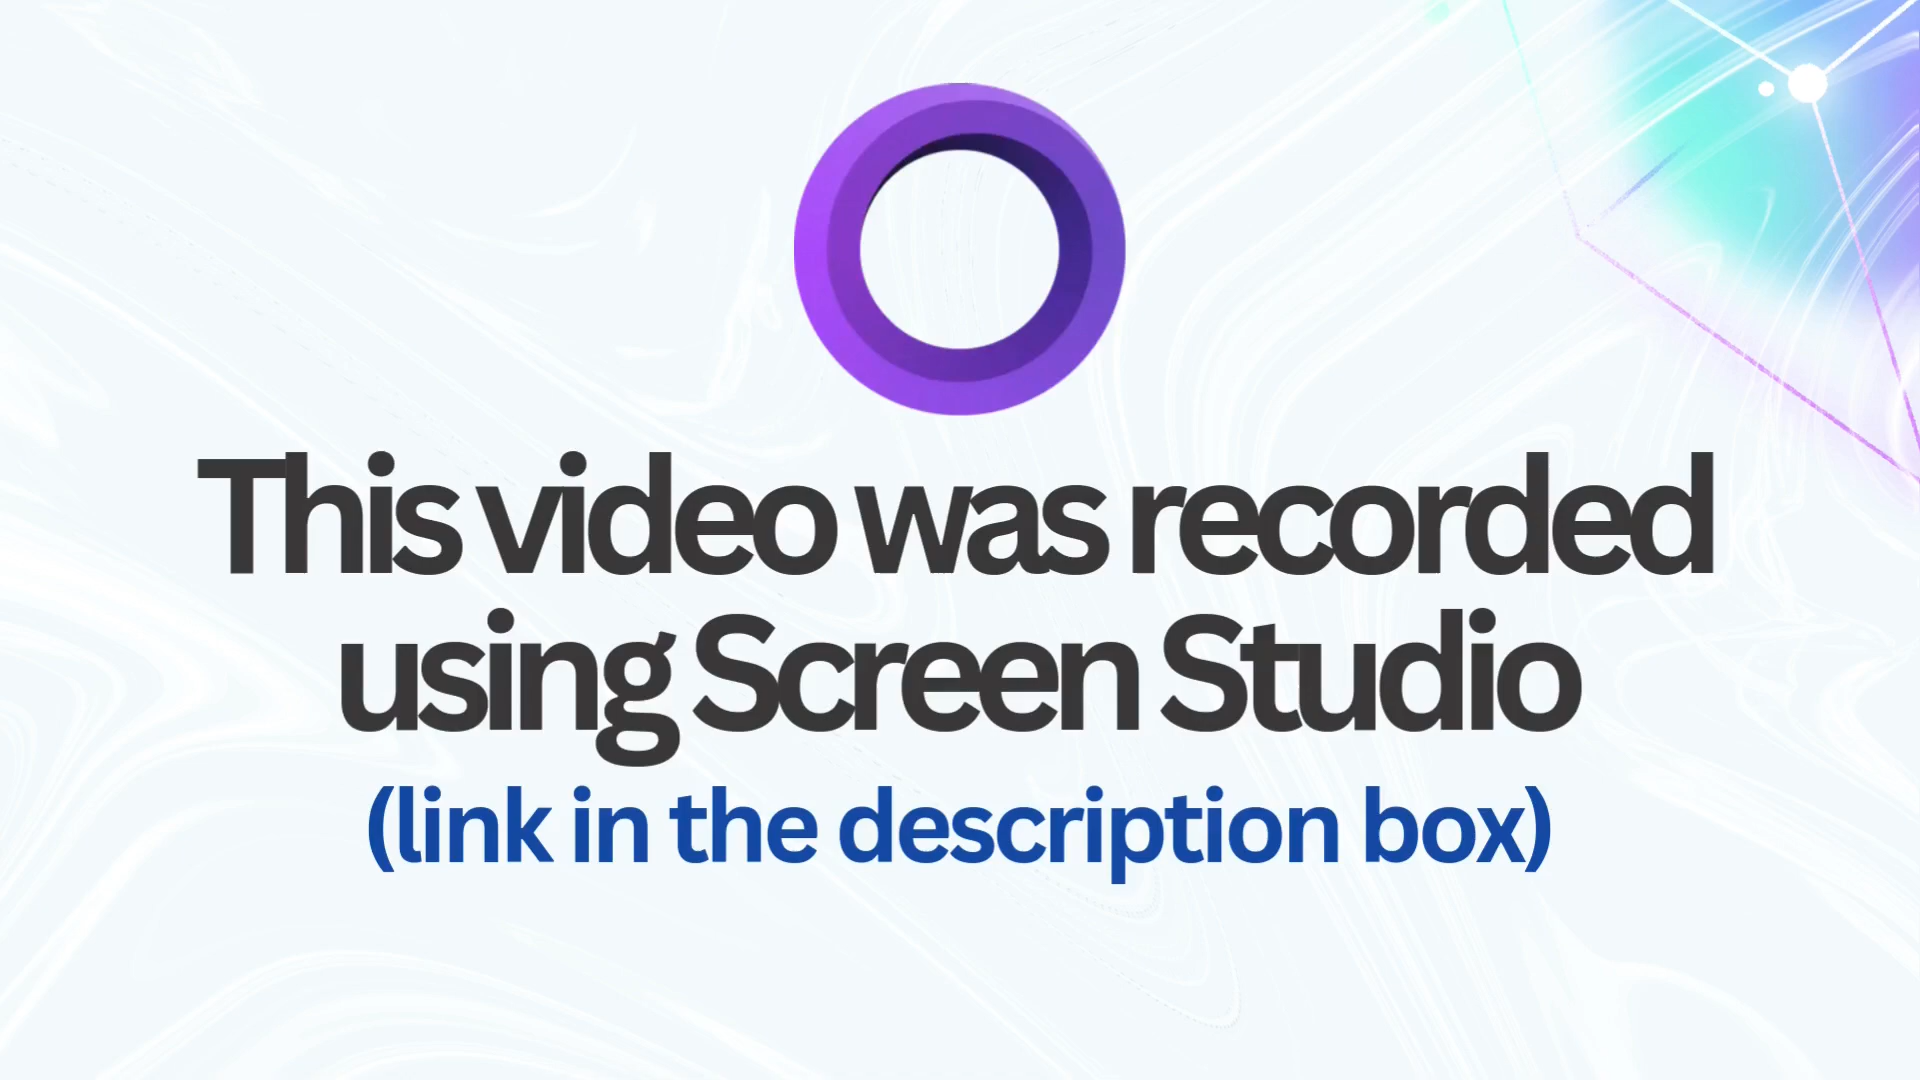 This video was recorded
using Screen Studio
(link in the description box)